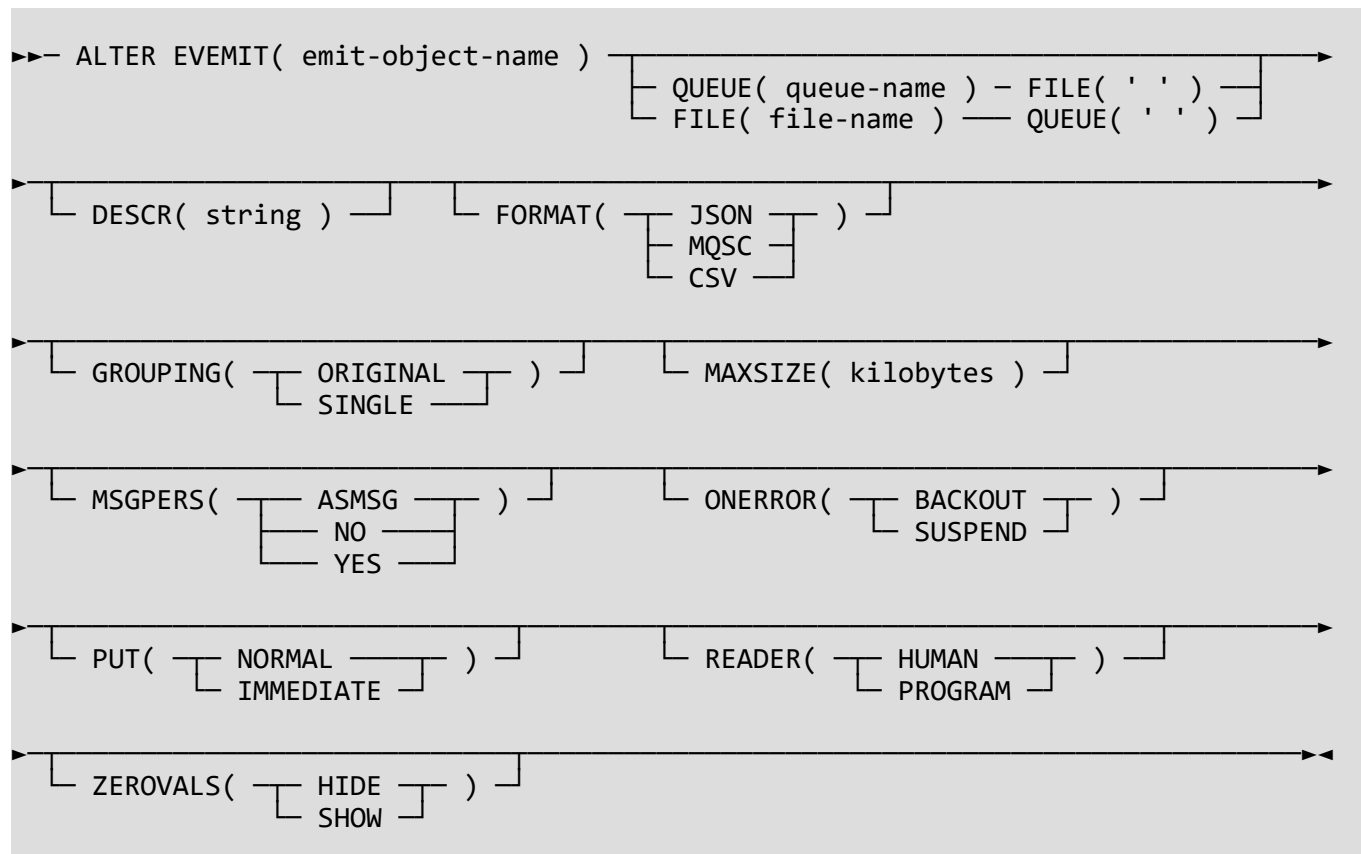 ALTER EVEMIT( emit-object-name )
QUEUE( queue-name ) FILE( ' ' )
FILE( file-name ) QUEUE( ' ' )
DESCR( string ) FORMAT( JSON )
MQSC
CSV
GROUPING( ORIGINAL ) MAXSIZE( kilobytes )
SINGLE
MSGPERS( ASMSG ) ONERROR( BACKOUT )
NO SUSPEND
YES
PUT( NORMAL ) READER( HUMAN )
IMMEDIATE PROGRAM
ZEROVALS( HIDE )
SHOW